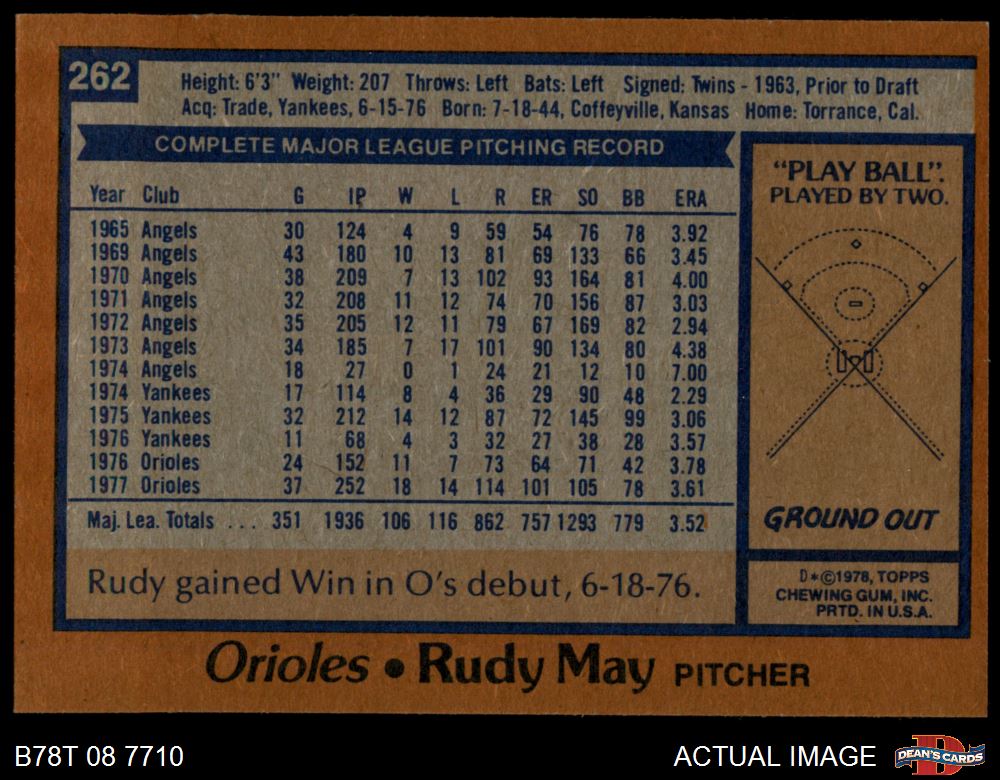 262
Height: 6'3" Weight: 207 Throws: Left Bats: Left Signed: Twins - 1963, Prior to Draft
Acq: Trade, Yankees, 6-15-76 Born: 7-18-44, Coffeyville, Kansas Home: Torrance, Cal.
COMPLETE MAJOR LEAGUE PITCHING RECORD
Year Club G IP W L R ER SO BB ERA
1965 Angels 30 124 4 9 59 54 76 78 3.92
1969 Angels 43 180 10 13 81 69 133 66 3.45
1970 Angels 38 209 7 13 102 93 164 81 4.00
1971 Angels 32 208 11 12 74 70 156 87 3.03
1972 Angels 35 205 12 11 79 67 169 82 2.94
1973 Angels 34 185 7 17 101 90 134 80 4.38
1974 Angels 18 27 0 1 24 21 12 10 7.00
1974 Yankees 17 114 8 4 36 29 90 48 2.29
1975 Yankees 32 212 14 12 87 72 145 99 3.06
1976 Yankees 11 68 4 3 32 27 38 28 3.57
1976 Orioles 24 152 11 7 73 64 71 42 3.78
1977 Orioles 37 252 18 14 114 101 105 78 3.61
Maj. Lea. Totals ... 351 1936 106 116 862 757 1293 779 3.52
Rudy gained Win in O's debut, 6-18-76.
"PLAY BALL".
PLAYED BY TWO.
GROUND OUT
D*©1978, TOPPS
CHEWING GUM, INC.
PRTD. IN U.S.A.
Orioles • Rudy May PITCHER
B78T 08 7710
ACTUAL IMAGE
D
DEAN'S CARDS